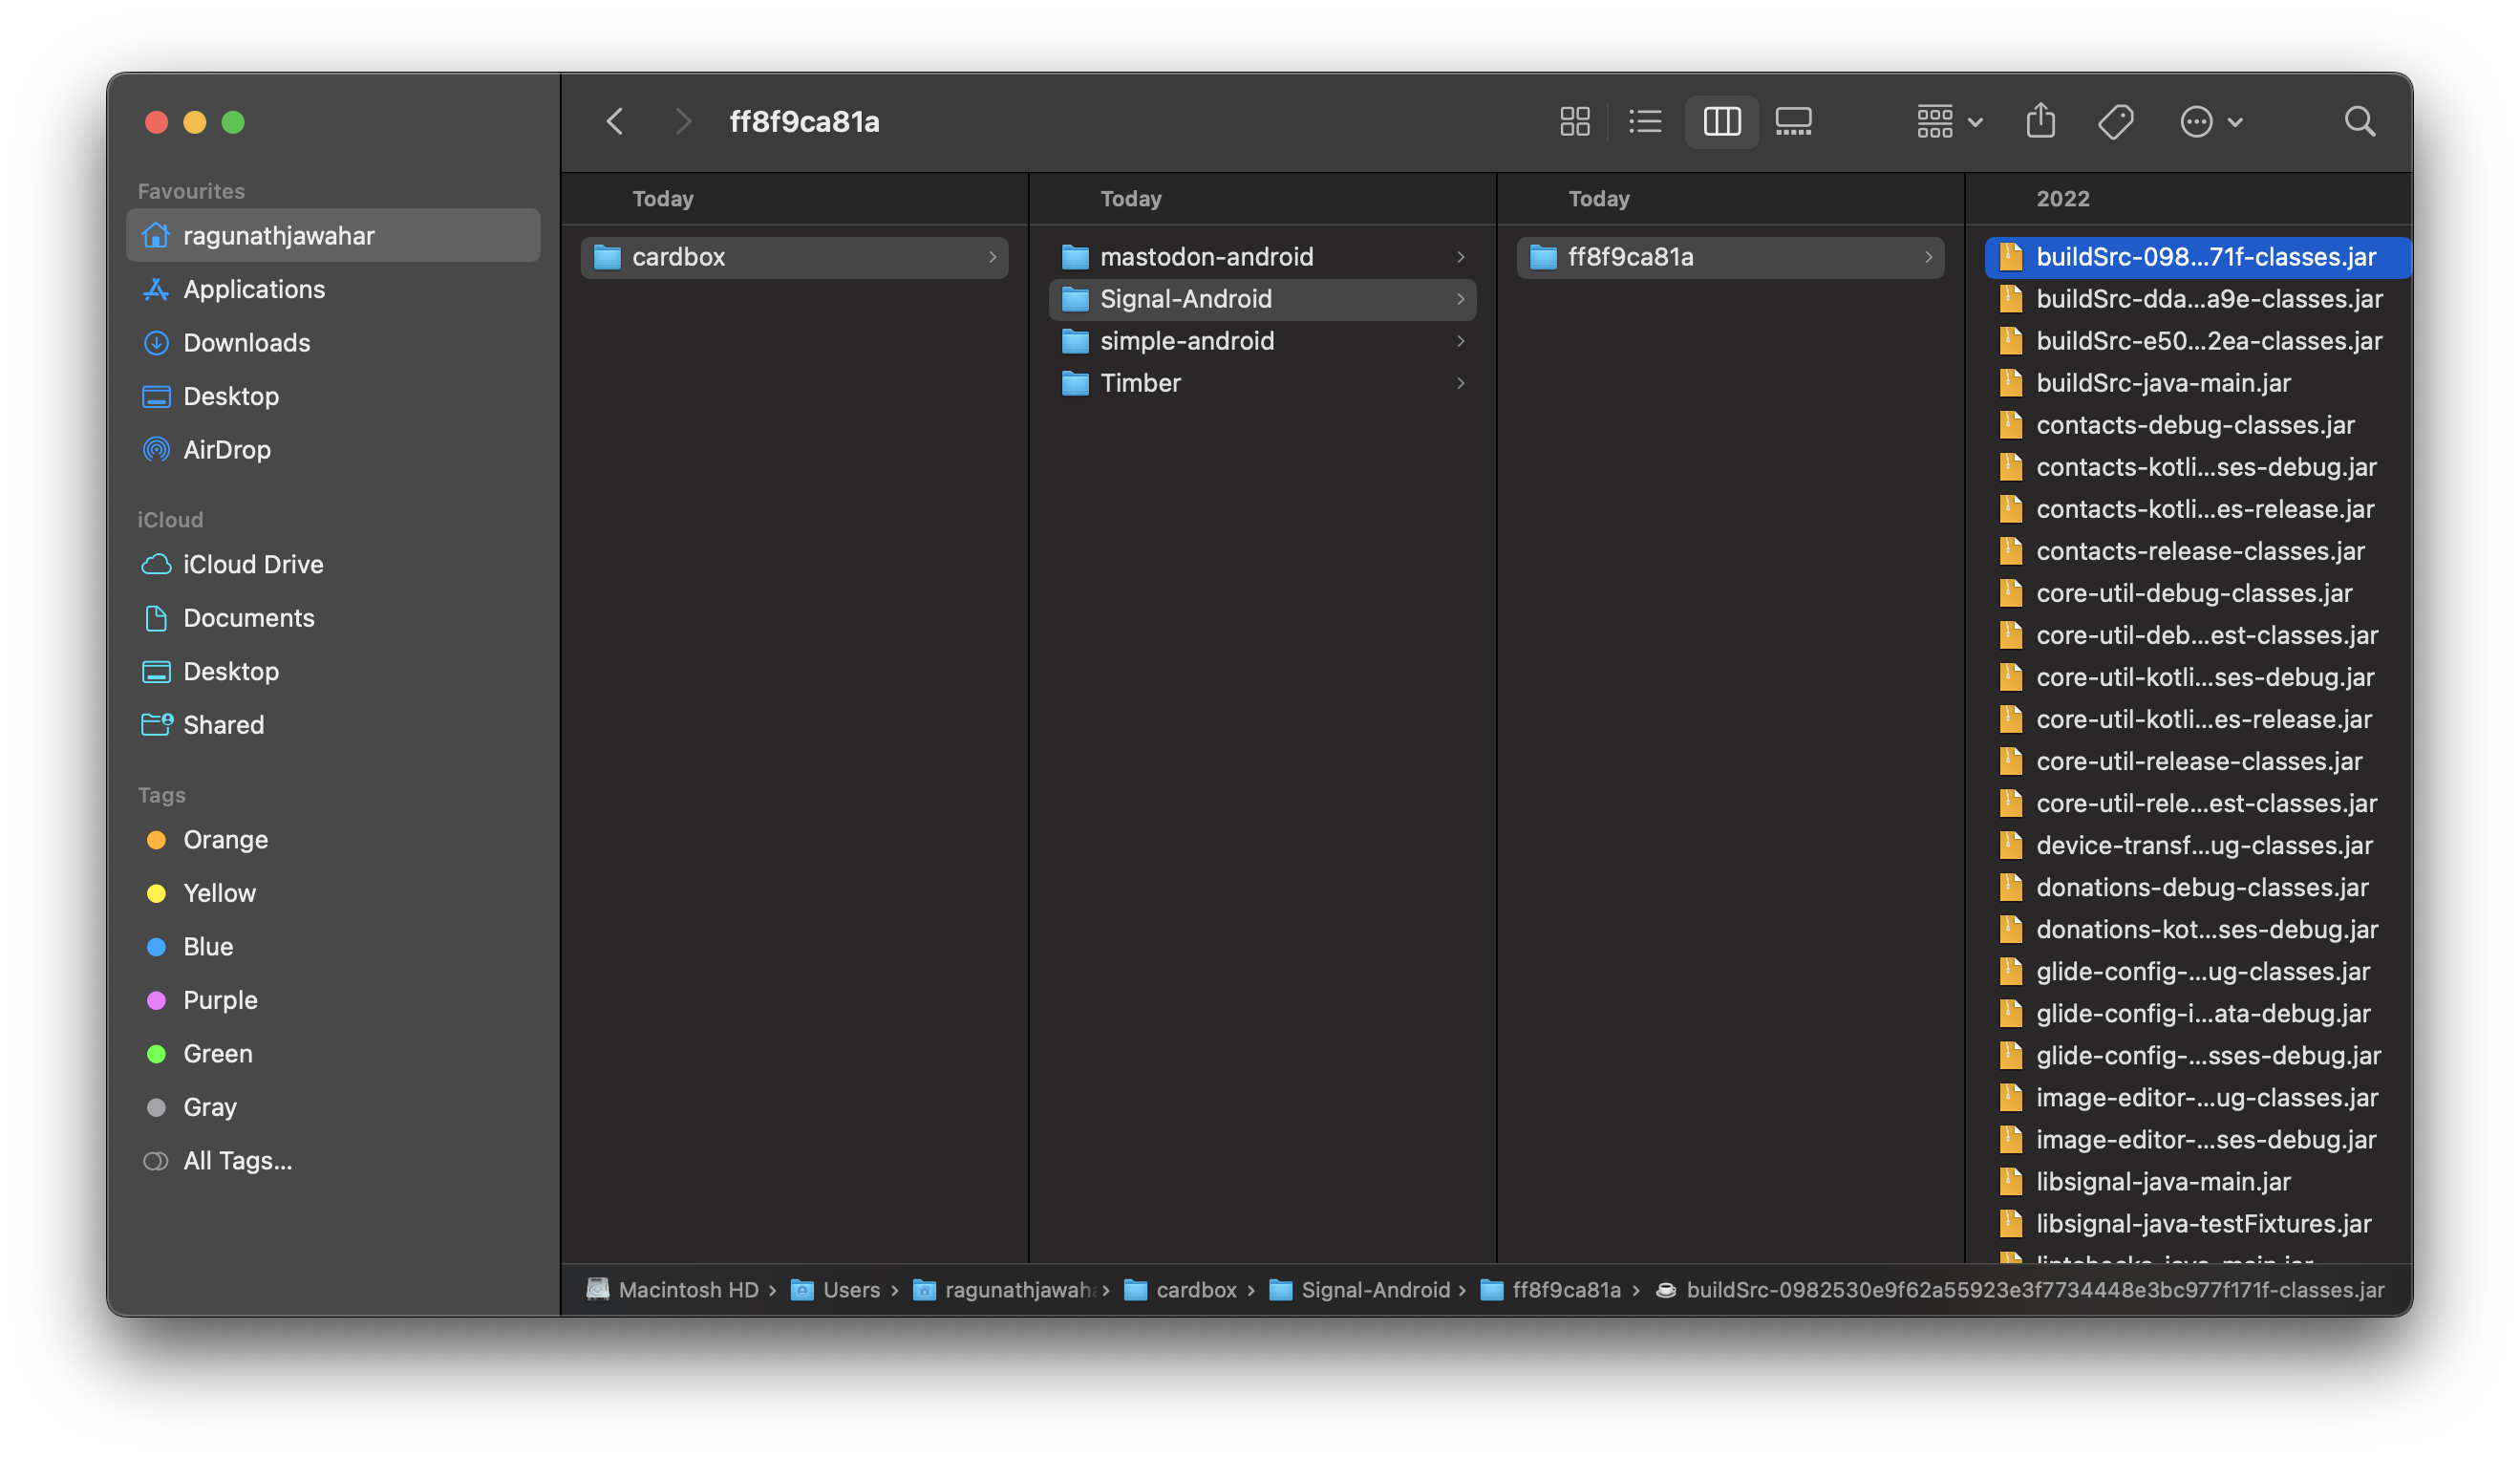 ff8f9ca81a
Favourites
ragunathjawahar
Applications
Downloads
Desktop
AirDrop
iCloud
iCloud Drive
Documents
Desktop
Shared
Tags
Orange
Yellow
Blue
Purple
Green
Gray
All Tags...
Today
cardbox
Today
mastodon-android
Signal-Android
simple-android
Timber
Today
ff8f9ca81a
2022
buildSrc-098...71f-classes.jar
buildSrc-dda...a9e-classes.jar
buildSrc-e50...2ea-classes.jar
buildSrc-java-main.jar
contacts-debug-classes.jar
contacts-kotli...ses-debug.jar
contacts-kotli...es-release.jar
contacts-release-classes.jar
core-util-debug-classes.jar
core-util-deb...est-classes.jar
core-util-kotli...ses-debug.jar
core-util-kotli...es-release.jar
core-util-release-classes.jar
core-util-rele...est-classes.jar
device-transf...ug-classes.jar
donations-debug-classes.jar
donations-kot...ses-debug.jar
glide-config-...ug-classes.jar
glide-config-i...ata-debug.jar
glide-config-...sses-debug.jar
image-editor-...ug-classes.jar
image-editor-...ses-debug.jar
libsignal-java-main.jar
libsignal-java-testFixtures.jar
Macintosh HD › Users › ragunathjawaha › cardbox › Signal-Android › ff8f9ca81a › buildSrc-0982530e9f62a55923e3f7734448e3bc977f171f-classes.jar